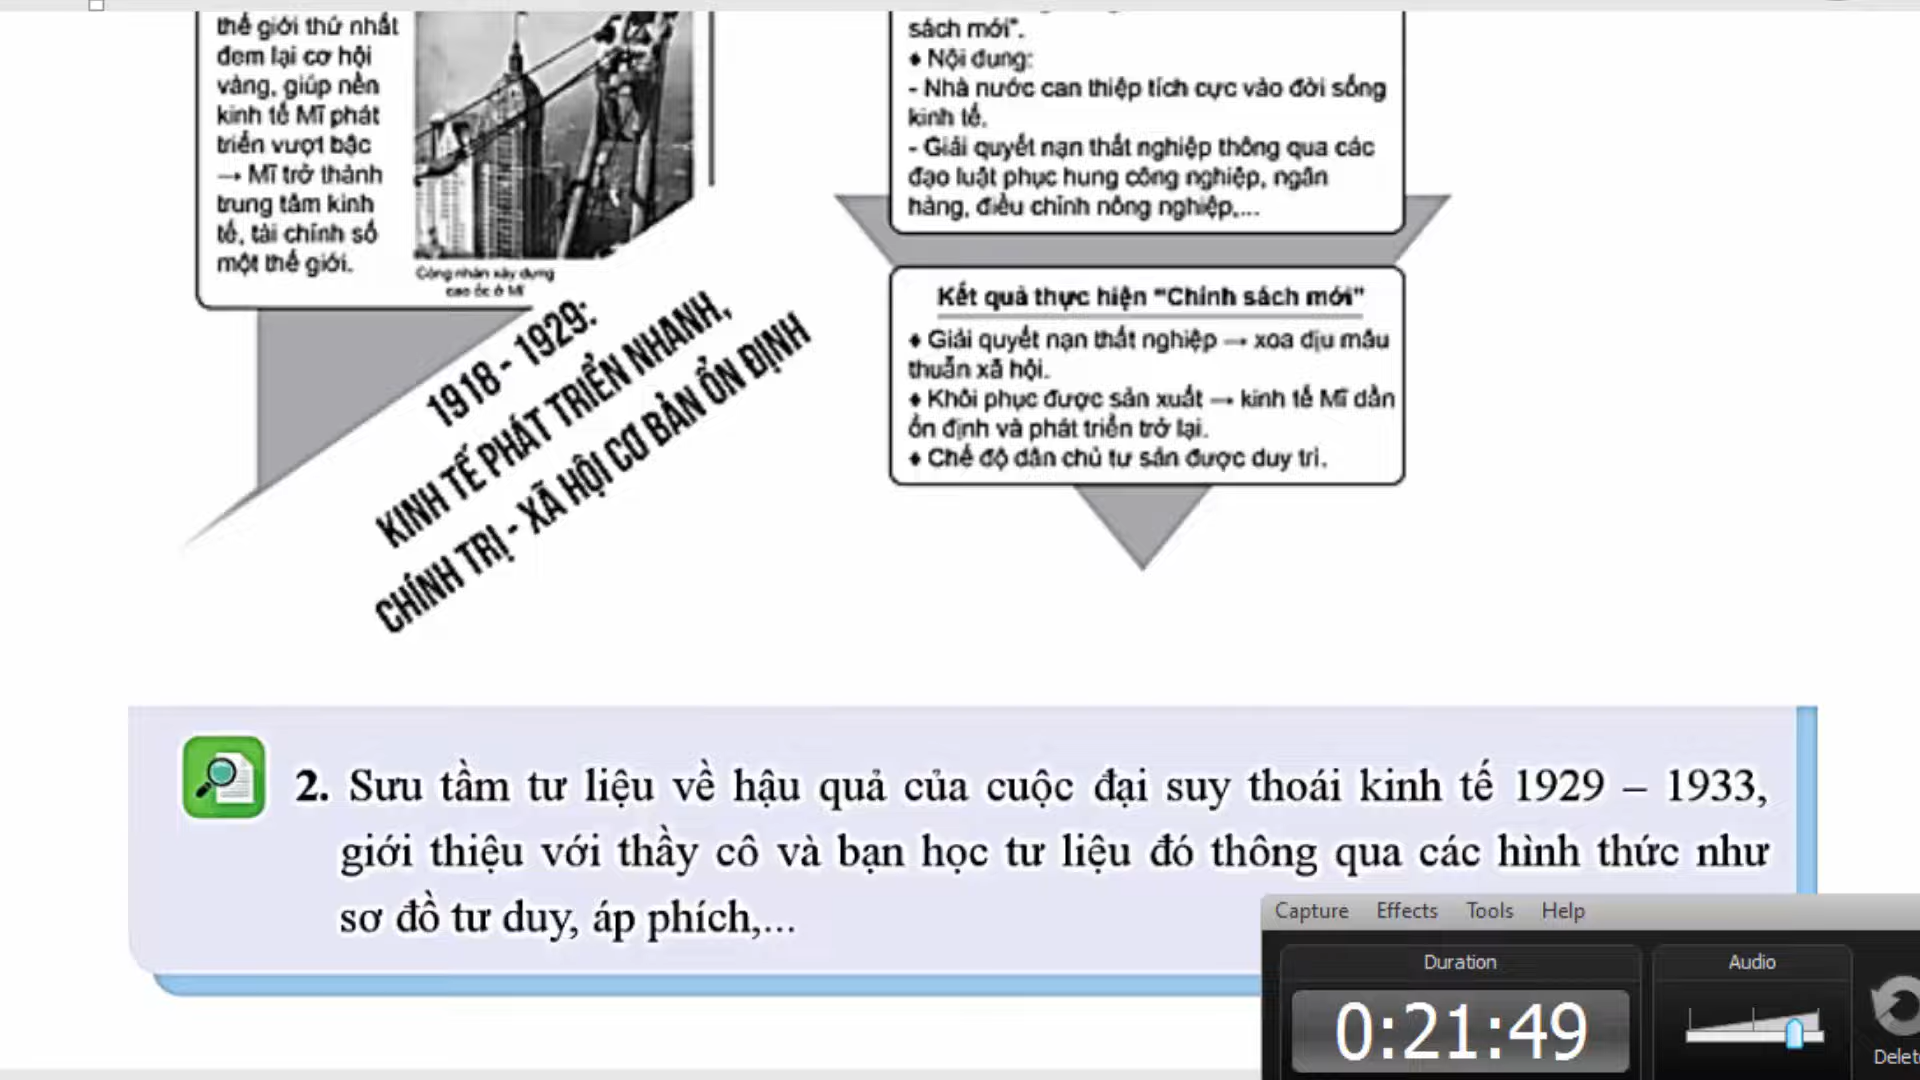 thế giới thứ nhất
đem lại cơ hội
vàng, giúp nền
kinh tế Mĩ phát
triển vượt bậc
→ Mĩ trở thành
trung tâm kinh
tế, tài chính số
một thế giới.
Công nhân xây dựng
cao ốc ở Mĩ
1918 - 1929:
KINH TẾ PHÁT TRIỂN NHANH,
CHÍNH TRỊ - XÃ HỘI CƠ BẢN ỔN ĐỊNH
sách mới".
♦ Nội dung:
- Nhà nước can thiệp tích cực vào đời sống
kinh tế.
- Giải quyết nạn thất nghiệp thông qua các
đạo luật phục hưng công nghiệp, ngân
hàng, điều chỉnh nông nghiệp,...
Kết quả thực hiện "Chính sách mới"
♦ Giải quyết nạn thất nghiệp → xoa dịu mâu
thuẫn xã hội.
♦ Khôi phục được sản xuất → kinh tế Mĩ dần
ổn định và phát triển trở lại.
♦ Chế độ dân chủ tư sản được duy trì.
2. Sưu tầm tư liệu về hậu quả của cuộc đại suy thoái kinh tế 1929 – 1933,
giới thiệu với thầy cô và bạn học tư liệu đó thông qua các hình thức như
sơ đồ tư duy, áp phích,...
Capture Effects Tools Help
Duration
Audio
0:21:49
Delet